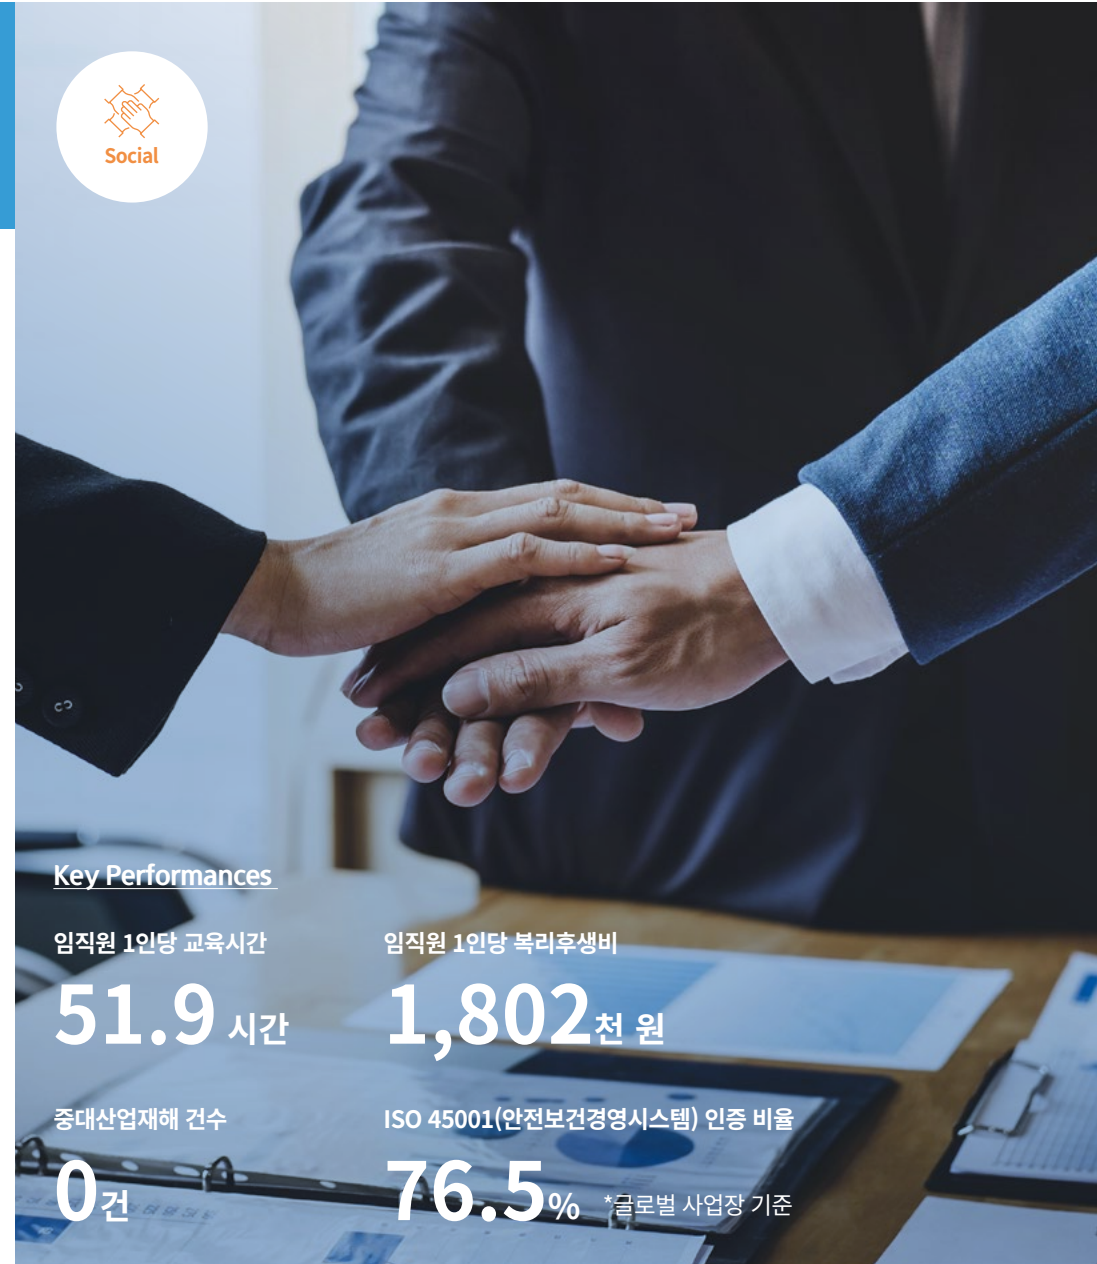 Social
Key Performances
임직원 1인당 교육시간
51.9 시간
임직원 1인당 복리후생비
1,802천 원
중대산업재해 건수
0건
ISO 45001(안전보건경영시스템) 인증 비율
76.5% *글로벌 사업장 기준